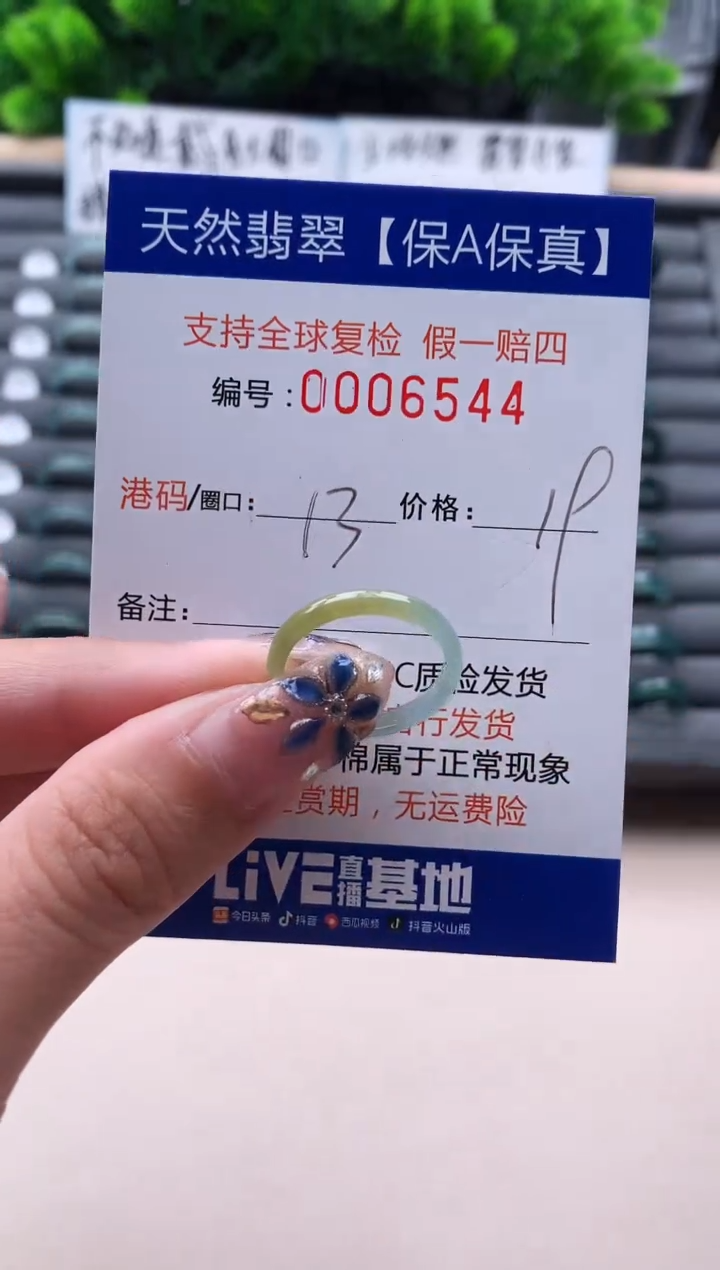 天然翡翠【保A保真】
支持全球复检 假一赔四
编号:0006544
港码/圈口: 13 价格: 19
备注:
C质检发货
行发货
棉属于正常现象
赏期，无运费险
LiVE直播基地
今日头条 抖音 西瓜视频 抖音火山版